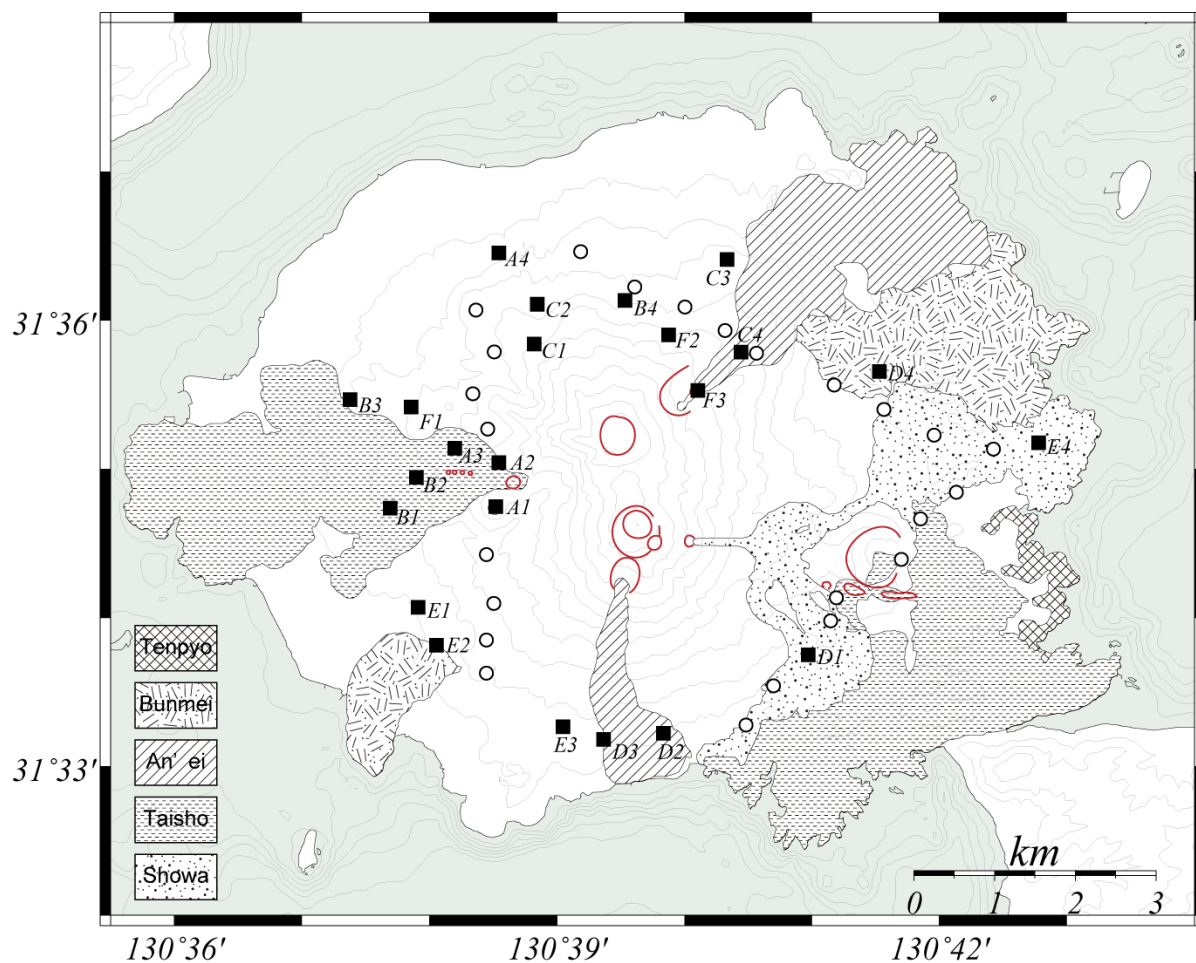 A4
C3
B4
C2
31°36'
F2
C4
C1
D4
F3
B3
F1
E4
A3
A2
B2
A1
B1
E1
E2
D1
Tenpyo
Bunmei
E3
D3
D2
An' ei
31°33'
Taisho
km
Showa
0 1 2 3
130°36' 130°39' 130°42'